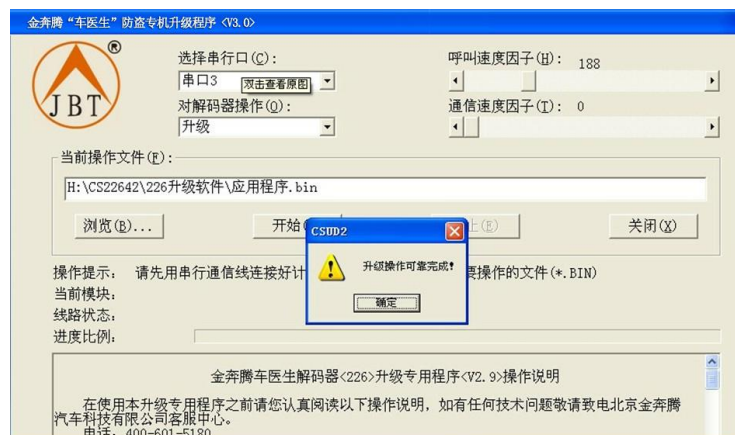 金奔腾“车医生”防盗专机升级程序 <V3.0>
®
JBT
选择串行口(C)：
串口3
双击查看原图
呼叫速度因子(H)： 188
对解码器操作(O)：
升级
通信速度因子(T)： 0
当前操作文件(F)：
H:\CS22642\226升级软件\应用程序.bin
浏览(B)...
开始
止(E)
关闭(X)
CSUD2
升级操作可靠完成!
确定
操作提示： 请先用串行通信线连接好计 要操作的文件(*.BIN)
当前模块：
线路状态：
进度比例：
金奔腾车医生解码器<226>升级专用程序<V2.9>操作说明
在使用本升级专用程序之前请您认真阅读以下操作说明，如有任何技术问题敬请致电北京金奔腾
汽车科技有限公司客服中心。
电话：400-601-5180